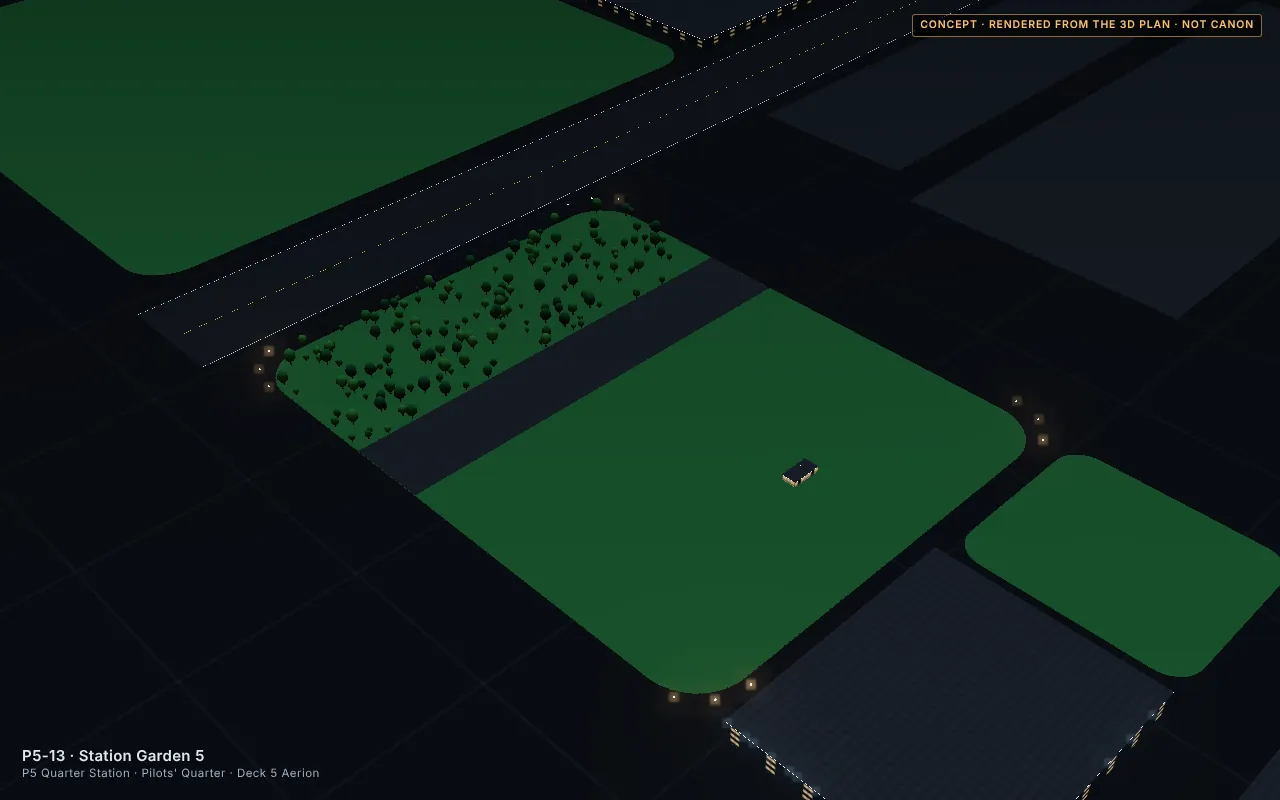 CONCEPT · RENDERED FROM THE 3D PLAN · NOT CANON
P5-13 · Station Garden 5
P5 Quarter Station · Pilots' Quarter · Deck 5 Aerion